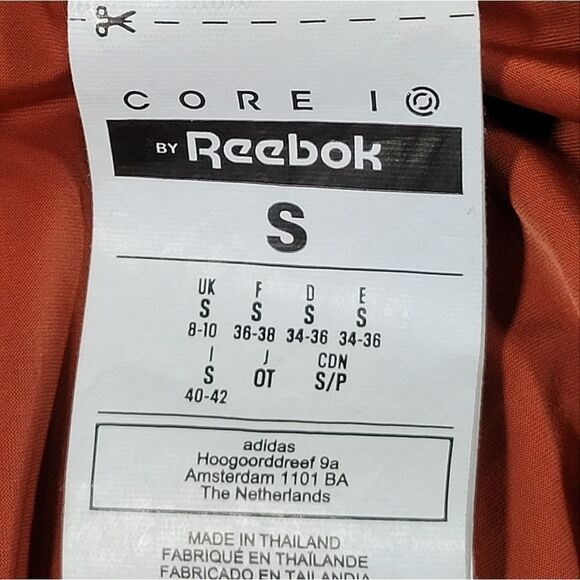 CORE 10
BY Reebok
S
UK F D E
S S S S
8-10 36-38 34-36 34-36
I J CDN
S OT S/P
40-42
adidas
Hoogoorddreef 9a
Amsterdam 1101 BA
The Netherlands
MADE IN THAILAND
FABRIQUÉ EN THAÏLANDE
FABRICADO EN TAILANDIA